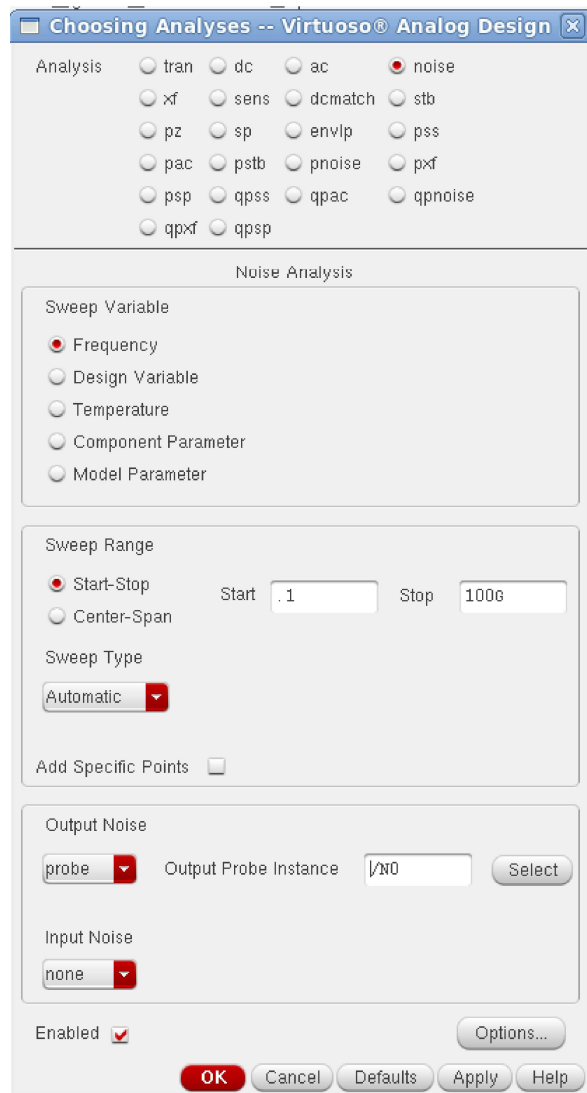 Choosing Analyses -- Virtuoso® Analog Design
Analysis tran dc ac noise
xf sens dcmatch stb
pz sp envlp pss
pac pstb pnoise pxf
psp qpss qpac qpnoise
qpxf qpsp
Noise Analysis
Sweep Variable
Frequency
Design Variable
Temperature
Component Parameter
Model Parameter
Sweep Range
Start-Stop Start .1 Stop 100G
Center-Span
Sweep Type
Automatic
Add Specific Points
Output Noise
probe Output Probe Instance /N0 Select
Input Noise
none
Enabled Options...
OK Cancel Defaults Apply Help